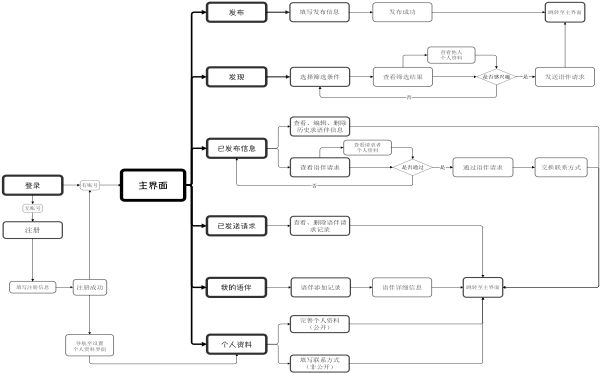 发布
填写发布信息
发布成功
跳转至主界面
发现
选择筛选条件
查看筛选结果
查看他人
个人资料
是否感兴趣
是
发送语伴请求
否
已发布信息
查看、编辑、删除
历史求语伴信息
查看语伴请求
查看请求者
个人资料
是否通过
是
通过语伴请求
交换联系方式
否
登录
有账号
主界面
无账号
注册
已发送请求
查看、删除语伴请
求记录
填写注册信息
注册成功
我的语伴
语伴添加记录
语伴详细信息
跳转至主界面
导航至设置
个人资料界面
个人资料
完善个人资料
（公开）
填写联系方式
（非公开）